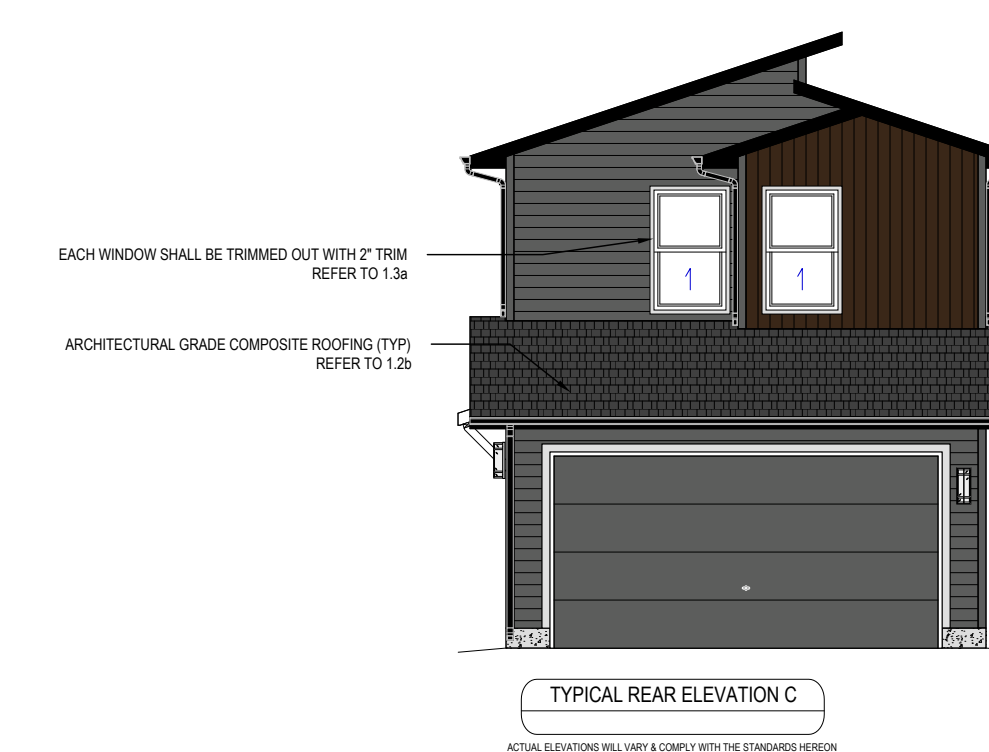 EACH WINDOW SHALL BE TRIMMED OUT WITH 2" TRIM
REFER TO 1.3a
1 1
ARCHITECTURAL GRADE COMPOSITE ROOFING (TYP)
REFER TO 1.2b
TYPICAL REAR ELEVATION C
ACTUAL ELEVATIONS WILL VARY & COMPLY WITH THE STANDARDS HEREON